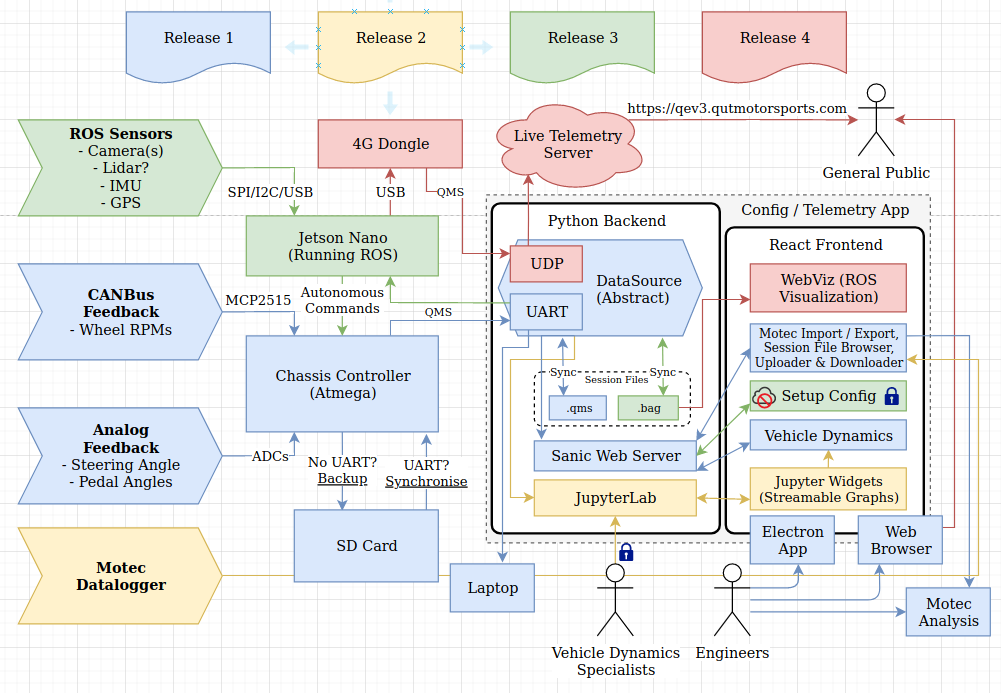 Release 1
Release 2
Release 3
Release 4
https://qev3.qutmotorsports.com
General Public
ROS Sensors
- Camera(s)
- Lidar?
- IMU
- GPS
SPI/I2C/USB
4G Dongle
USB
QMS
Live Telemetry
Server
Jetson Nano
(Running ROS)
Config / Telemetry App
Python Backend
React Frontend
UDP
UART
DataSource
(Abstract)
WebViz (ROS
Visualization)
CANBus
Feedback
- Wheel RPMs
MCP2515
Autonomous
Commands
QMS
Chassis Controller
(Atmega)
Sync
Session Files
Sync
.qms
.bag
Motec Import / Export,
Session File Browser,
Uploader & Downloader
Setup Config
Vehicle Dynamics
Jupyter Widgets
(Streamable Graphs)
Sanic Web Server
JupyterLab
Analog
Feedback
- Steering Angle
- Pedal Angles
ADCs
No UART?
Backup
UART?
Synchronise
SD Card
Motec
Datalogger
Laptop
Electron
App
Web
Browser
Motec
Analysis
Vehicle Dynamics
Specialists
Engineers